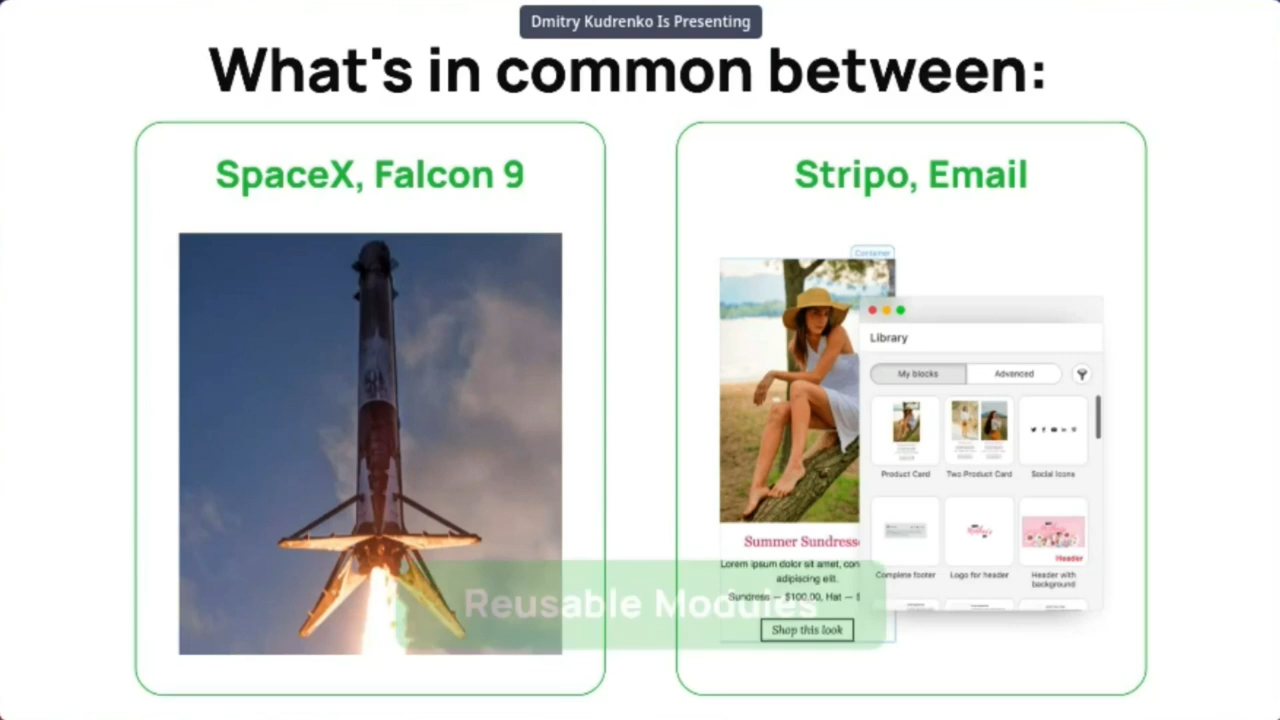 Dmitry Kudrenko Is Presenting
What's in common between:
SpaceX, Falcon 9
Stripo, Email
Container
Library
My blocks
Advanced
Product Card
Two Product Card
Social Icons
Summer Sundress
Lorem ipsum dolor sit amet, con
adipiscing elit.
Sundress — $100.00, Hat — $
Shop this look
Complete footer
Logo for header
Header
Header with
background
Reusable Modules